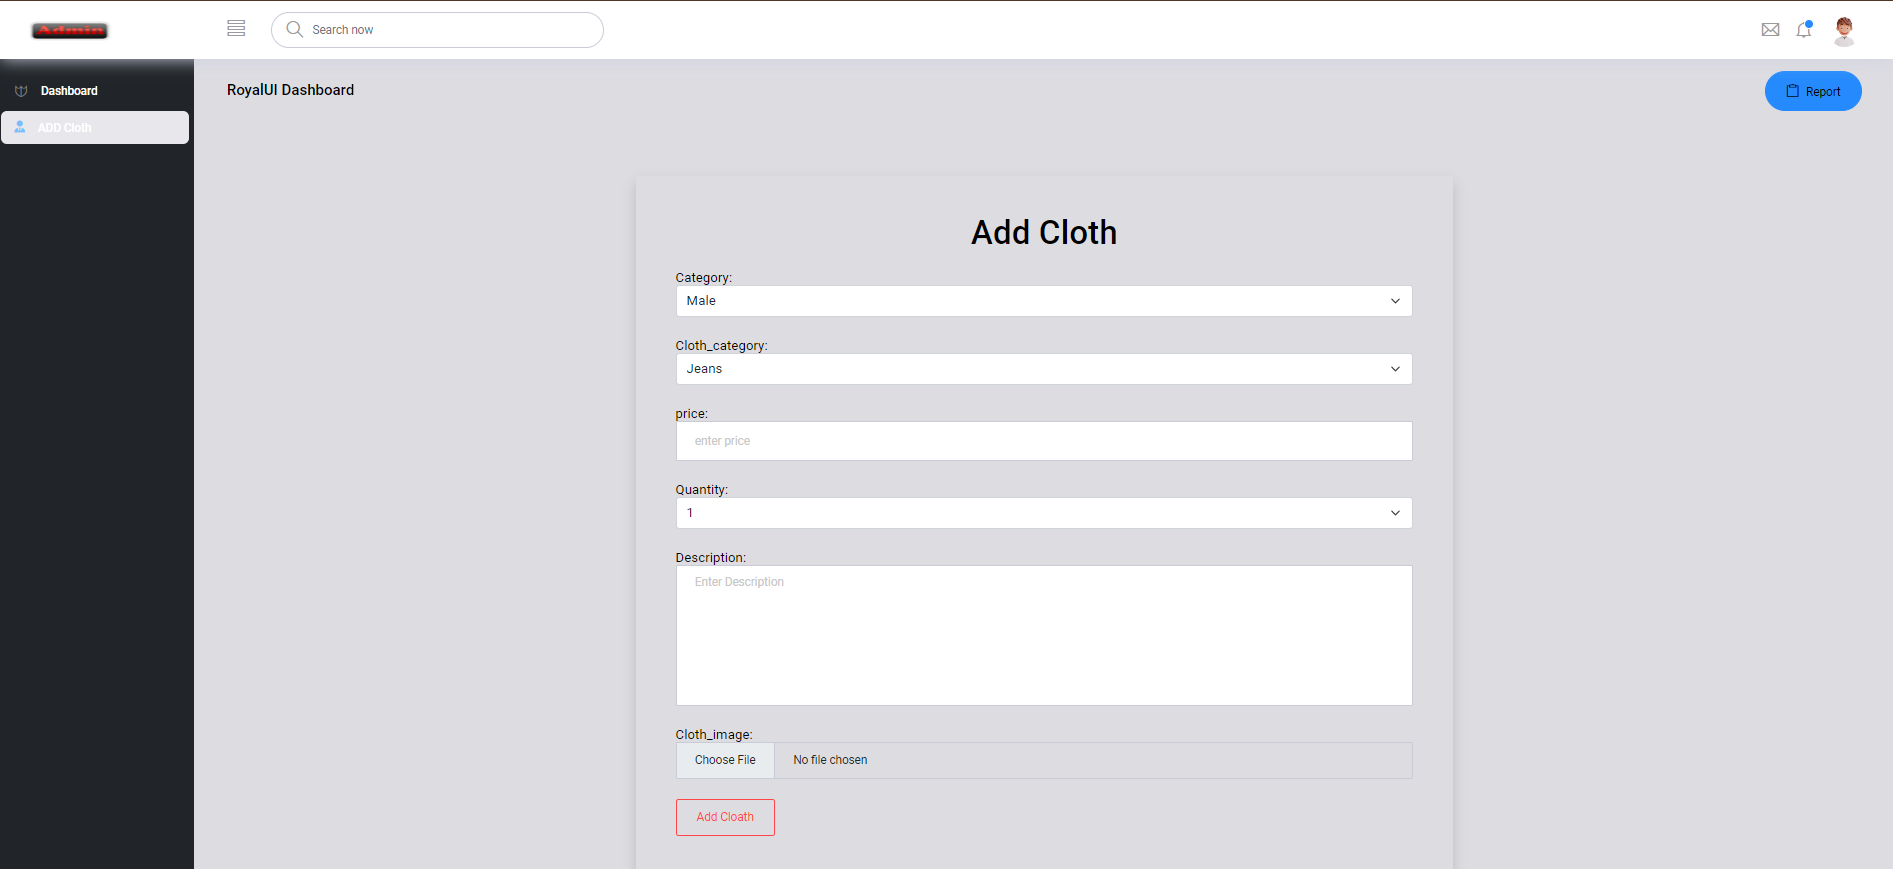 Admin
Search now
Dashboard
ADD Cloth
RoyalUI Dashboard
Report
Add Cloth
Category:
Male
Cloth_category:
Jeans
price:
enter price
Quantity:
1
Description:
Enter Description
Cloth_image:
Choose File No file chosen
Add Cloath